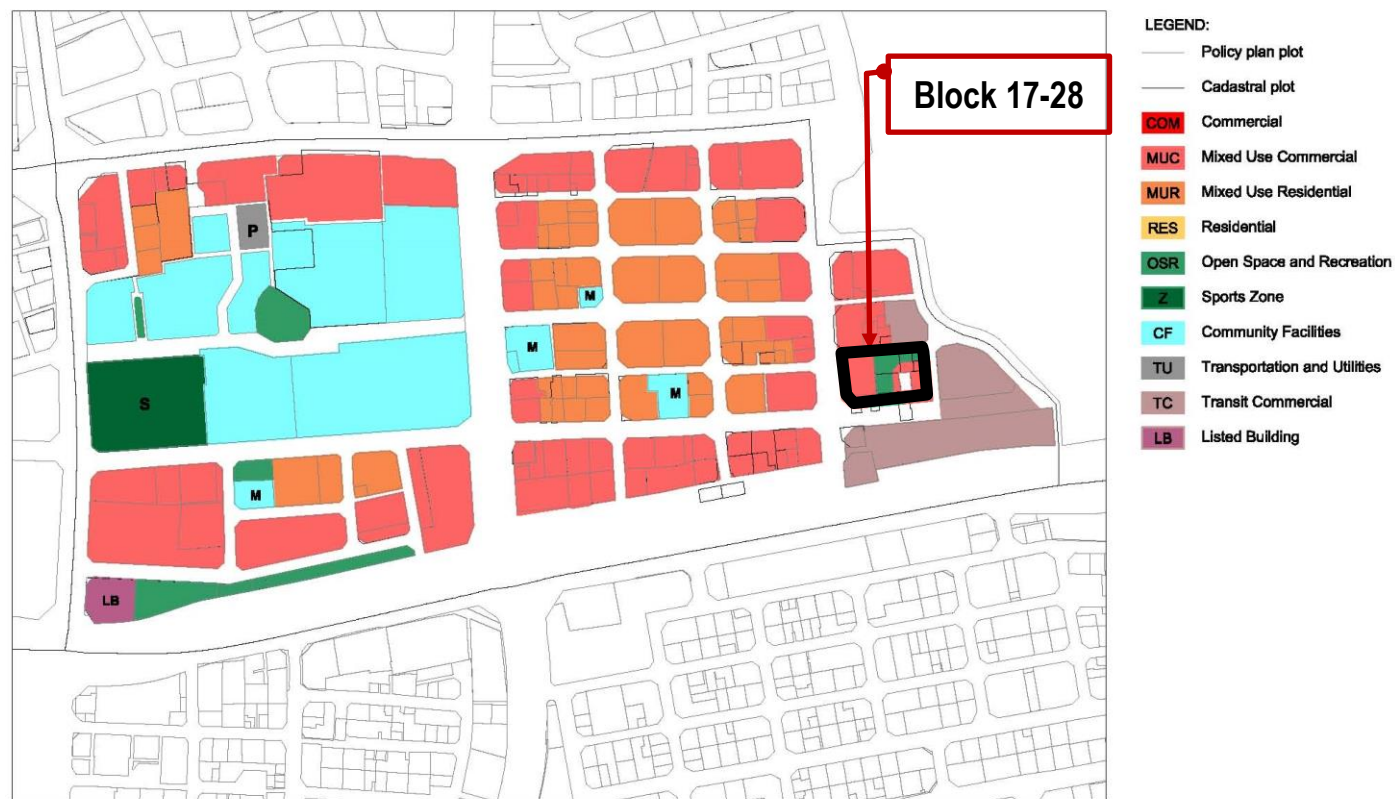 Block 17-28
P
M
M
M
S
M
LB
LEGEND:
Policy plan plot
Cadastral plot
COM Commercial
MUC Mixed Use Commercial
MUR Mixed Use Residential
RES Residential
OSR Open Space and Recreation
Z Sports Zone
CF Community Facilities
TU Transportation and Utilities
TC Transit Commercial
LB Listed Building